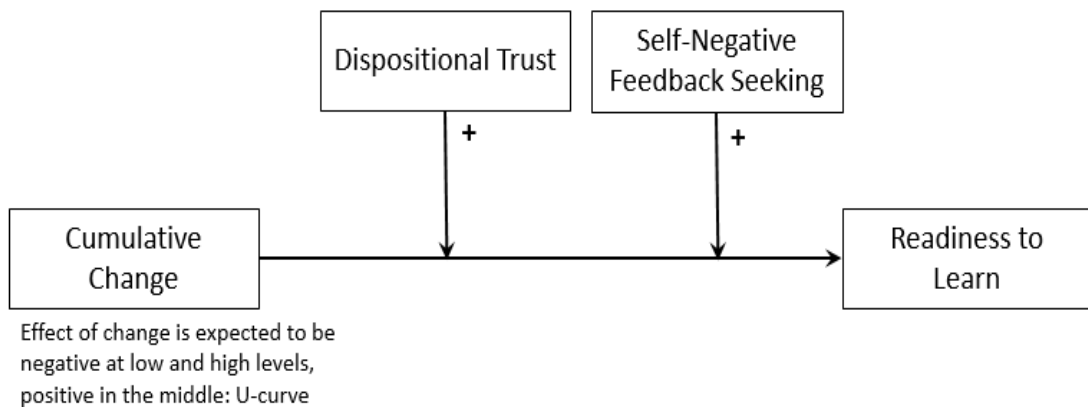 Dispositional Trust
Self-Negative
Feedback Seeking
+
+
Cumulative
Change
Readiness to
Learn
Effect of change is expected to be
negative at low and high levels,
positive in the middle: U-curve